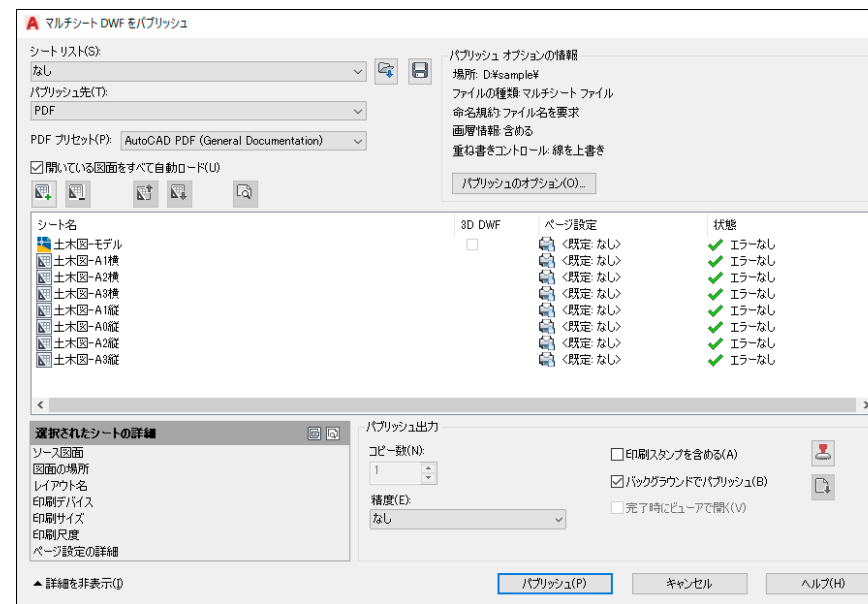 マルチシート DWF をパブリッシュ
シート リスト(S):
なし
パブリッシュ先(T):
PDF
PDF プリセット(P): AutoCAD PDF (General Documentation)
開いている図面をすべて自動ロード(U)
パブリッシュ オプションの情報
場所: D:¥sample¥
ファイルの種類: マルチシート ファイル
命名規約: ファイル名を要求
画層情報: 含める
重ね書きコントロール: 線を上書き
パブリッシュのオプション(O)...
シート名 3D DWF ページ設定 状態
土木図-モデル <既定: なし> エラーなし
土木図-A1横 <既定: なし> エラーなし
土木図-A2横 <既定: なし> エラーなし
土木図-A3横 <既定: なし> エラーなし
土木図-A1縦 <既定: なし> エラーなし
土木図-A0縦 <既定: なし> エラーなし
土木図-A2縦 <既定: なし> エラーなし
土木図-A3縦 <既定: なし> エラーなし
選択されたシートの詳細
ソース図面
図面の場所
レイアウト名
印刷デバイス
印刷サイズ
印刷尺度
ページ設定の詳細
パブリッシュ出力
コピー数(N):
1
精度(E):
なし
印刷スタンプを含める(A)
バックグラウンドでパブリッシュ(B)
完了時にビューアで開く(V)
詳細を非表示(I)
パブリッシュ(P)
キャンセル
ヘルプ(H)